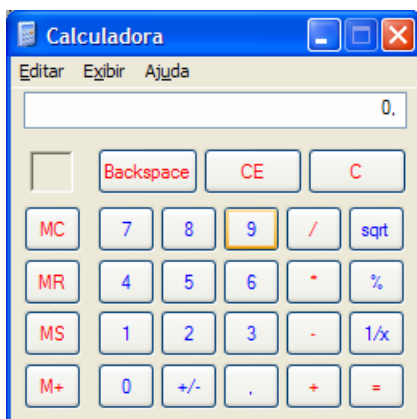 Calculadora
Editar Exibir Ajuda
0,
Backspace CE C
MC 7 8 9 / sqrt
MR 4 5 6 * %
MS 1 2 3 - 1/x
M+ 0 +/- , + =